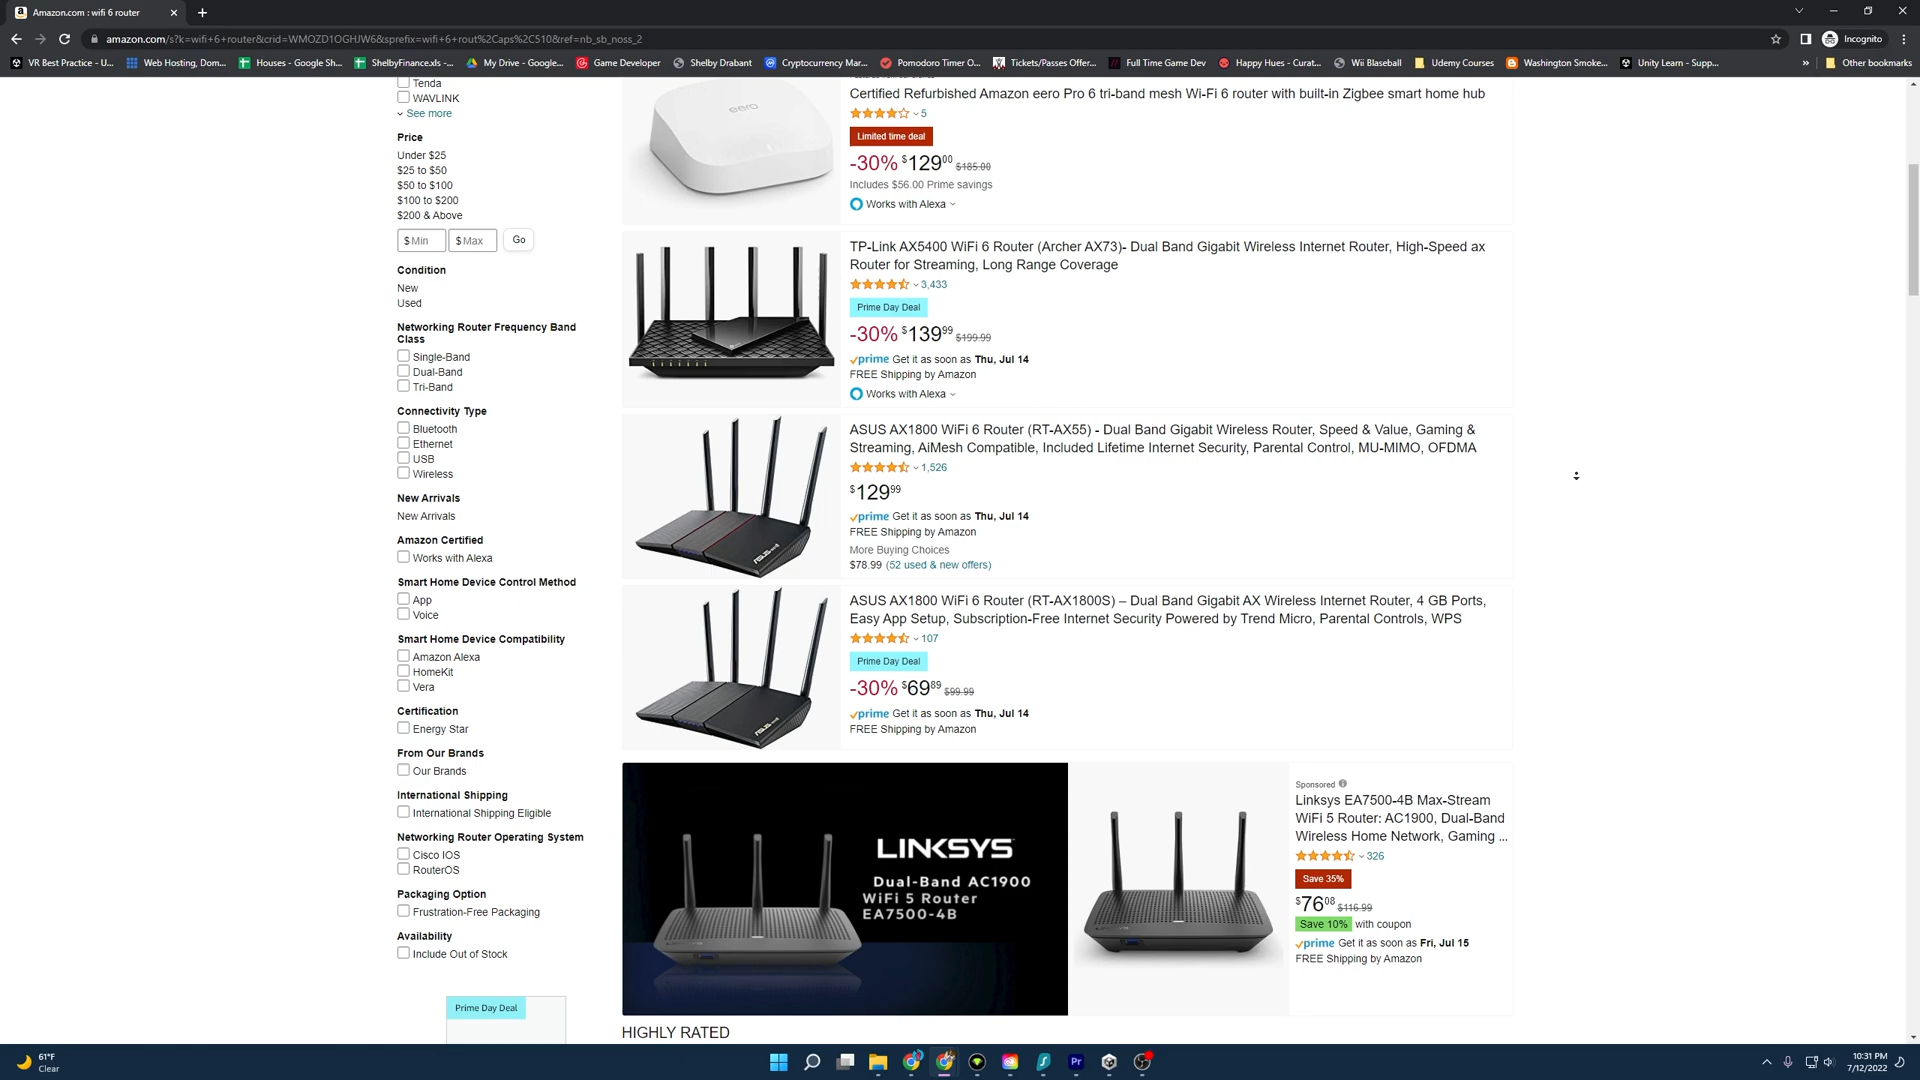 Amazon.com : wifi 6 router
amazon.com/s?k=wifi+6+router&crid=WMOZD1OGHJW6&sprefix=wifi+6+rout%2Caps%2C510&ref=nb_sb_noss_2
Incognito
VR Best Practice - U...
Web Hosting, Dom...
Houses - Google Sh...
ShelbyFinance.xls -...
My Drive - Google...
Game Developer
Shelby Drabant
Cryptocurrency Mar...
Pomodoro Timer O...
Tickets/Passes Offer...
Full Time Game Dev
Happy Hues - Curat...
Wii Blaseball
Udemy Courses
Washington Smoke...
Unity Learn - Supp...
Other bookmarks
Tenda
WAVLINK
See more
Price
Under $25
$25 to $50
$50 to $100
$100 to $200
$200 & Above
$ Min $ Max Go
Condition
New
Used
Networking Router Frequency Band
Class
Single-Band
Dual-Band
Tri-Band
Connectivity Type
Bluetooth
Ethernet
USB
Wireless
New Arrivals
New Arrivals
Amazon Certified
Works with Alexa
Smart Home Device Control Method
App
Voice
Smart Home Device Compatibility
Amazon Alexa
HomeKit
Vera
Certification
Energy Star
From Our Brands
Our Brands
International Shipping
International Shipping Eligible
Networking Router Operating System
Cisco IOS
RouterOS
Packaging Option
Frustration-Free Packaging
Availability
Include Out of Stock
Prime Day Deal
eero
Certified Refurbished Amazon eero Pro 6 tri-band mesh Wi-Fi 6 router with built-in Zigbee smart home hub
5
Limited time deal
-30% $12900 $185.00
Includes $56.00 Prime savings
Works with Alexa
TP-Link AX5400 WiFi 6 Router (Archer AX73)- Dual Band Gigabit Wireless Internet Router, High-Speed ax
Router for Streaming, Long Range Coverage
3,433
Prime Day Deal
-30% $13999 $199.99
prime Get it as soon as Thu, Jul 14
FREE Shipping by Amazon
Works with Alexa
ASUS AX1800 WiFi 6 Router (RT-AX55) - Dual Band Gigabit Wireless Router, Speed & Value, Gaming &
Streaming, AiMesh Compatible, Included Lifetime Internet Security, Parental Control, MU-MIMO, OFDMA
1,526
$12999
prime Get it as soon as Thu, Jul 14
FREE Shipping by Amazon
More Buying Choices
$78.99 (52 used & new offers)
ASUS
ASUS AX1800 WiFi 6 Router (RT-AX1800S) – Dual Band Gigabit AX Wireless Internet Router, 4 GB Ports,
Easy App Setup, Subscription-Free Internet Security Powered by Trend Micro, Parental Controls, WPS
107
Prime Day Deal
-30% $6989 $99.99
prime Get it as soon as Thu, Jul 14
FREE Shipping by Amazon
ASUS
LINKSYS
Dual-Band AC1900
WiFi 5 Router
EA7500-4B
Sponsored
Linksys EA7500-4B Max-Stream
WiFi 5 Router: AC1900, Dual-Band
Wireless Home Network, Gaming ...
326
Save 35%
$7608 $116.99
Save 10% with coupon
prime Get it as soon as Fri, Jul 15
FREE Shipping by Amazon
HIGHLY RATED
61°F
Clear
Pr
10:31 PM
7/12/2022